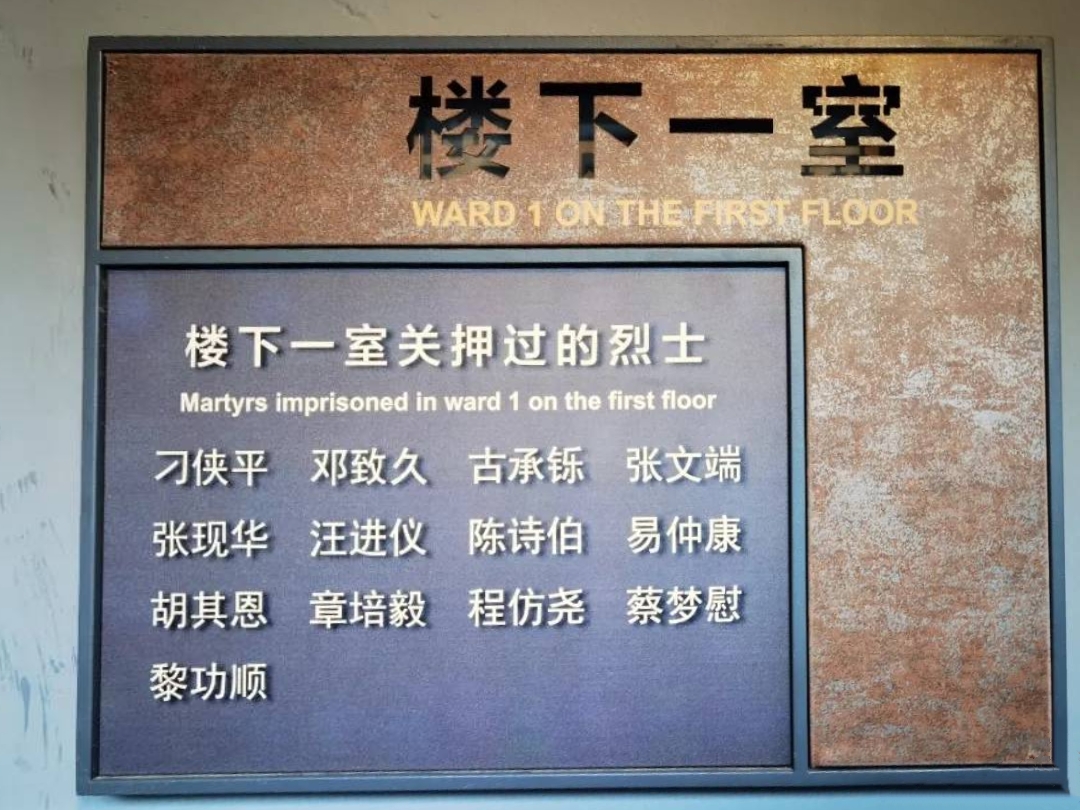 楼下一室
WARD 1 ON THE FIRST FLOOR
楼下一室关押过的烈士
Martyrs imprisoned in ward 1 on the first floor
刁侠平 邓致久 古承铄 张文端
张现华 汪进仪 陈诗伯 易仲康
胡其恩 章培毅 程仿尧 蔡梦慰
黎功顺